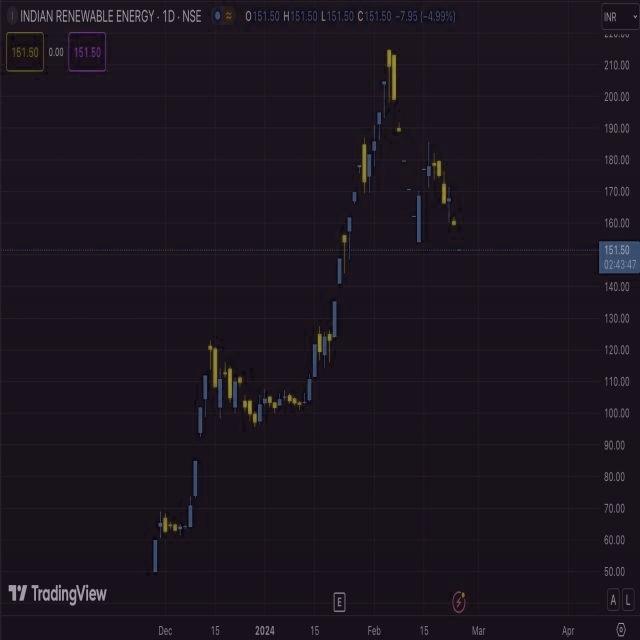 INDIAN RENEWABLE ENERGY · 1D · NSE
O151.50 H151.50 L151.50 C151.50 −7.95 (−4.99%)
INR
151.50 0.00 151.50
220.00
210.00
200.00
190.00
180.00
170.00
160.00
151.50
02:43:47
140.00
130.00
120.00
110.00
100.00
90.00
80.00
70.00
60.00
50.00
TradingView
E
A L
Dec 15 2024 15 Feb 15 Mar Apr